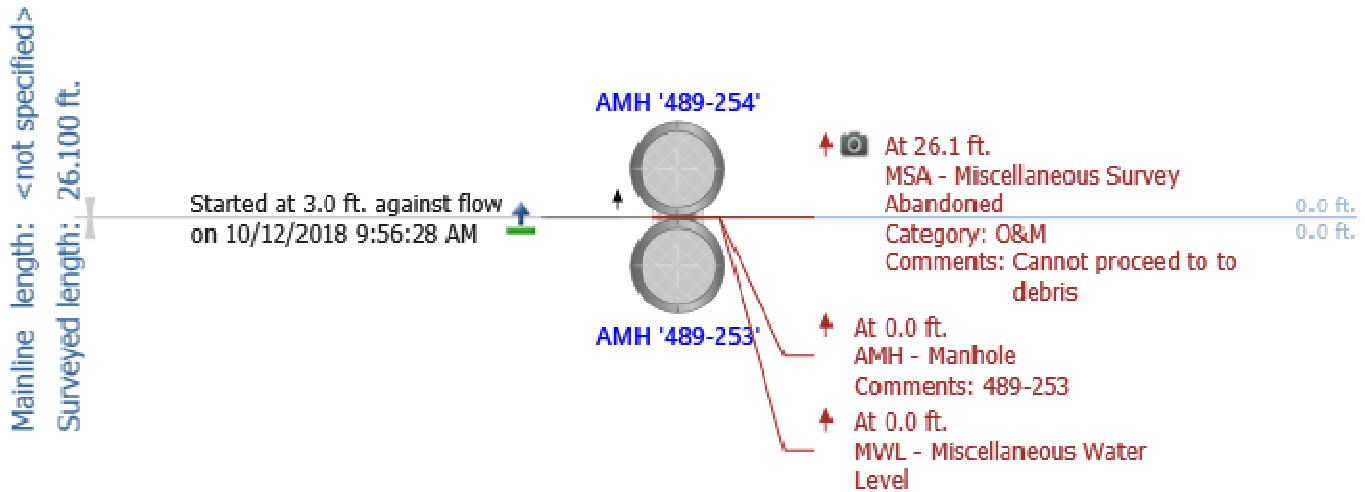 Mainline length: <not specified>
Surveyed length: 26.100 ft.
AMH '489-254'
Started at 3.0 ft. against flow
on 10/12/2018 9:56:28 AM
At 26.1 ft.
MSA - Miscellaneous Survey
Abandoned
Category: O&M
Comments: Cannot proceed to to
debris
0.0 ft.
0.0 ft.
AMH '489-253'
At 0.0 ft.
AMH - Manhole
Comments: 489-253
At 0.0 ft.
MWL - Miscellaneous Water
Level